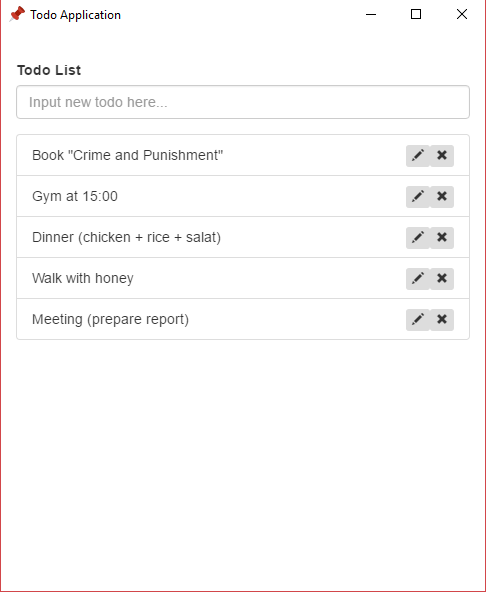 Todo Application
Todo List
Input new todo here...
Book "Crime and Punishment"
Gym at 15:00
Dinner (chicken + rice + salat)
Walk with honey
Meeting (prepare report)